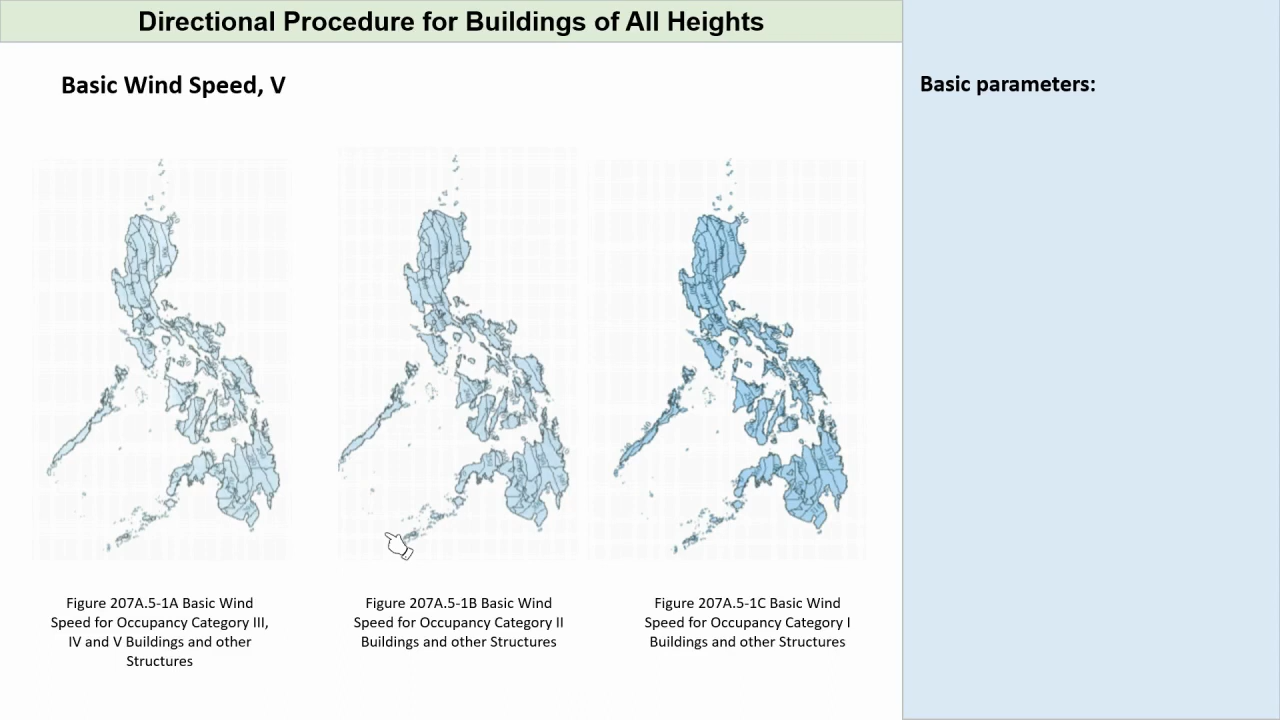 Directional Procedure for Buildings of All Heights
Basic Wind Speed, V
Basic parameters:
Figure 207A.5-1A Basic Wind
Speed for Occupancy Category III,
IV and V Buildings and other
Structures
Figure 207A.5-1B Basic Wind
Speed for Occupancy Category II
Buildings and other Structures
Figure 207A.5-1C Basic Wind
Speed for Occupancy Category I
Buildings and other Structures